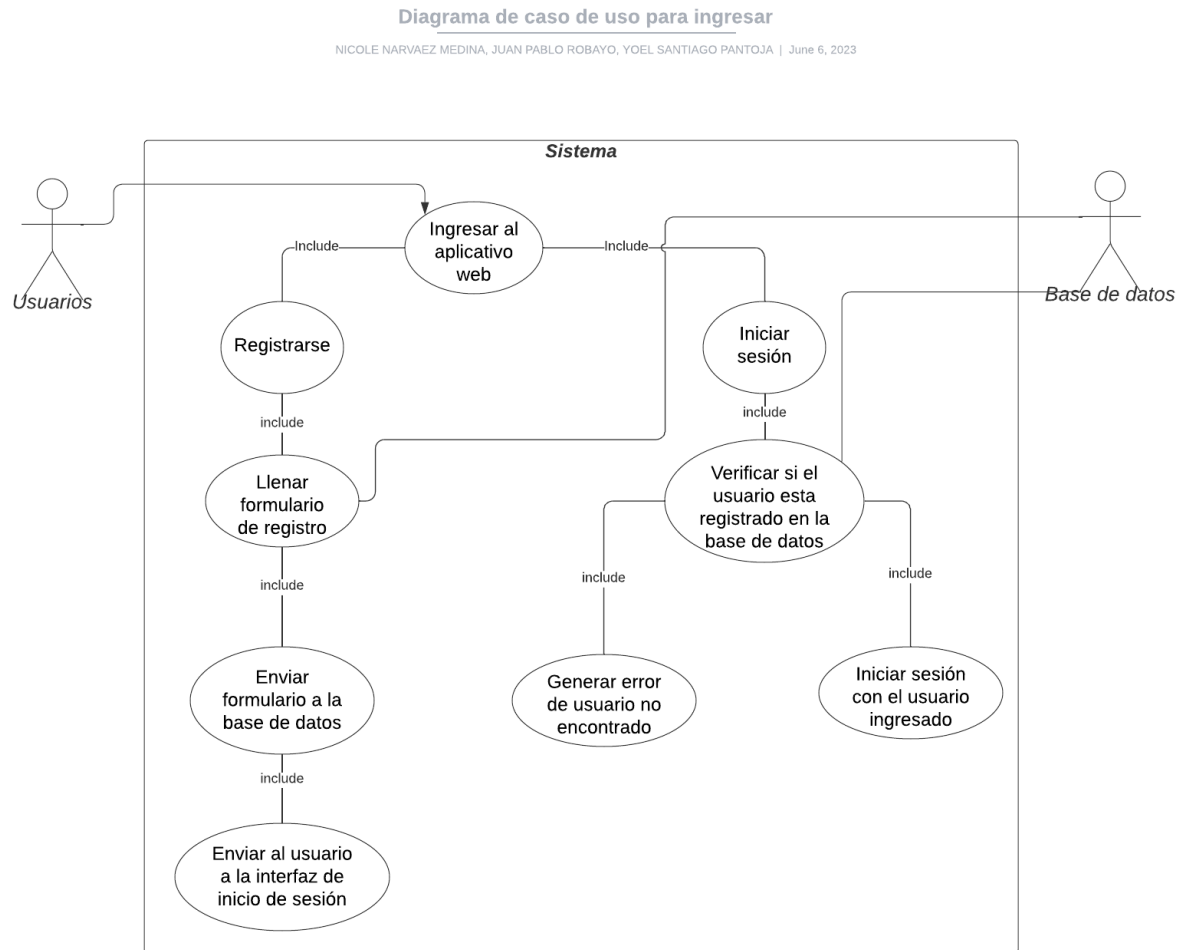 Diagrama de caso de uso para ingresar
NICOLE NARVAEZ MEDINA, JUAN PABLO ROBAYO, YOEL SANTIAGO PANTOJA | June 6, 2023
Sistema
Usuarios
Base de datos
Ingresar al
aplicativo
web
Include
Include
Registrarse
Iniciar
sesión
include
include
Llenar
formulario
de registro
Verificar si el
usuario esta
registrado en la
base de datos
include
include
include
Enviar
formulario a la
base de datos
Generar error
de usuario no
encontrado
Iniciar sesión
con el usuario
ingresado
include
Enviar al usuario
a la interfaz de
inicio de sesión